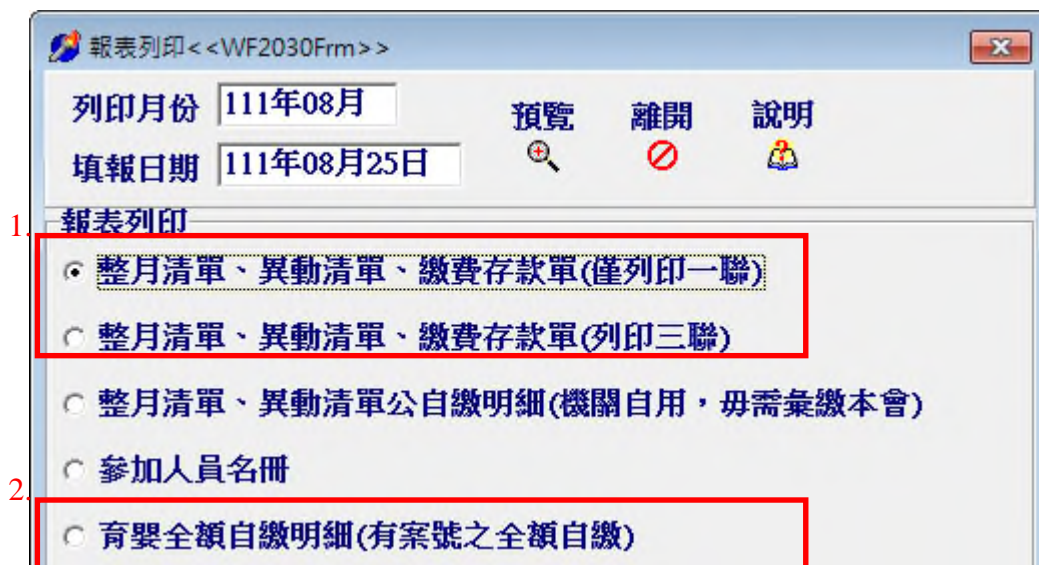 報表列印<<WF2030Frm>>
列印月份 111年08月 預覽 離開 說明
填報日期 111年08月25日
1. 報表列印
整月清單、異動清單、繳費存款單(僅列印一聯)
整月清單、異動清單、繳費存款單(列印三聯)
整月清單、異動清單公自繳明細(機關自用,毋需彙繳本會)
參加人員名冊
2.
育嬰全額自繳明細(有案號之全額自繳)